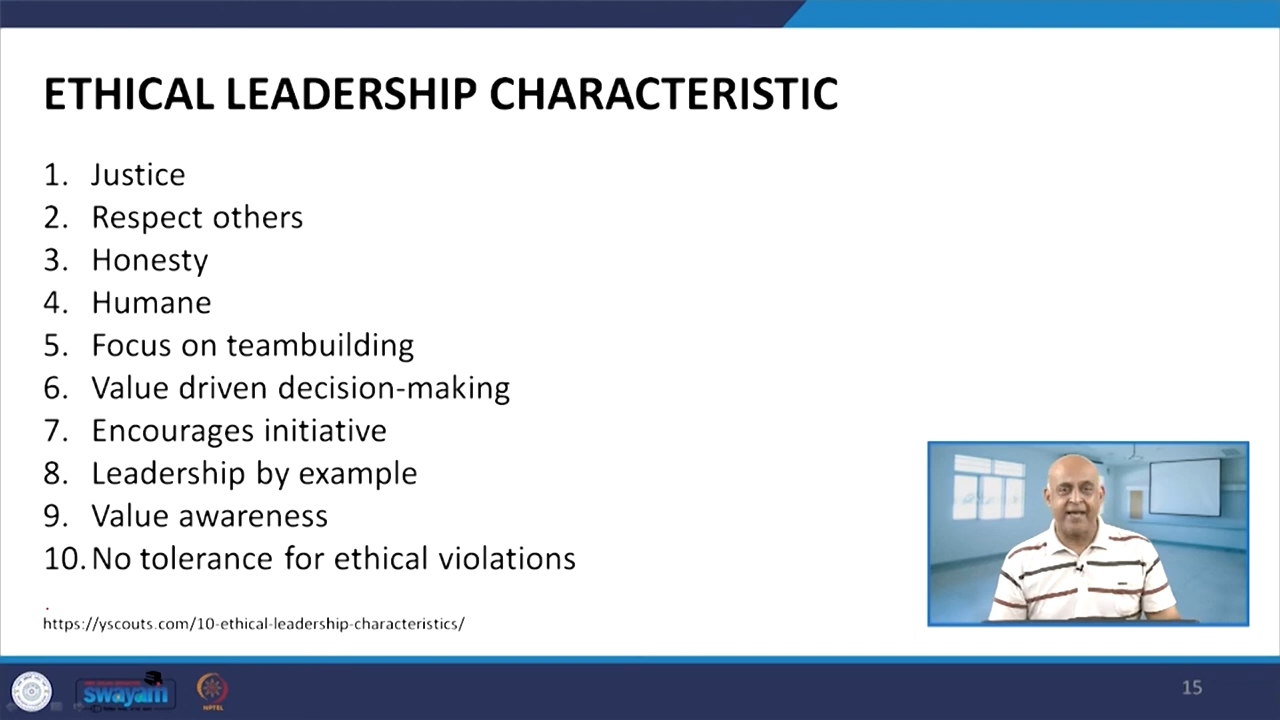 ETHICAL LEADERSHIP CHARACTERISTIC
1. Justice
2. Respect others
3. Honesty
4. Humane
5. Focus on teambuilding
6. Value driven decision-making
7. Encourages initiative
8. Leadership by example
9. Value awareness
10. No tolerance for ethical violations
https://yscouts.com/10-ethical-leadership-characteristics/
swayam
NPTEL
15